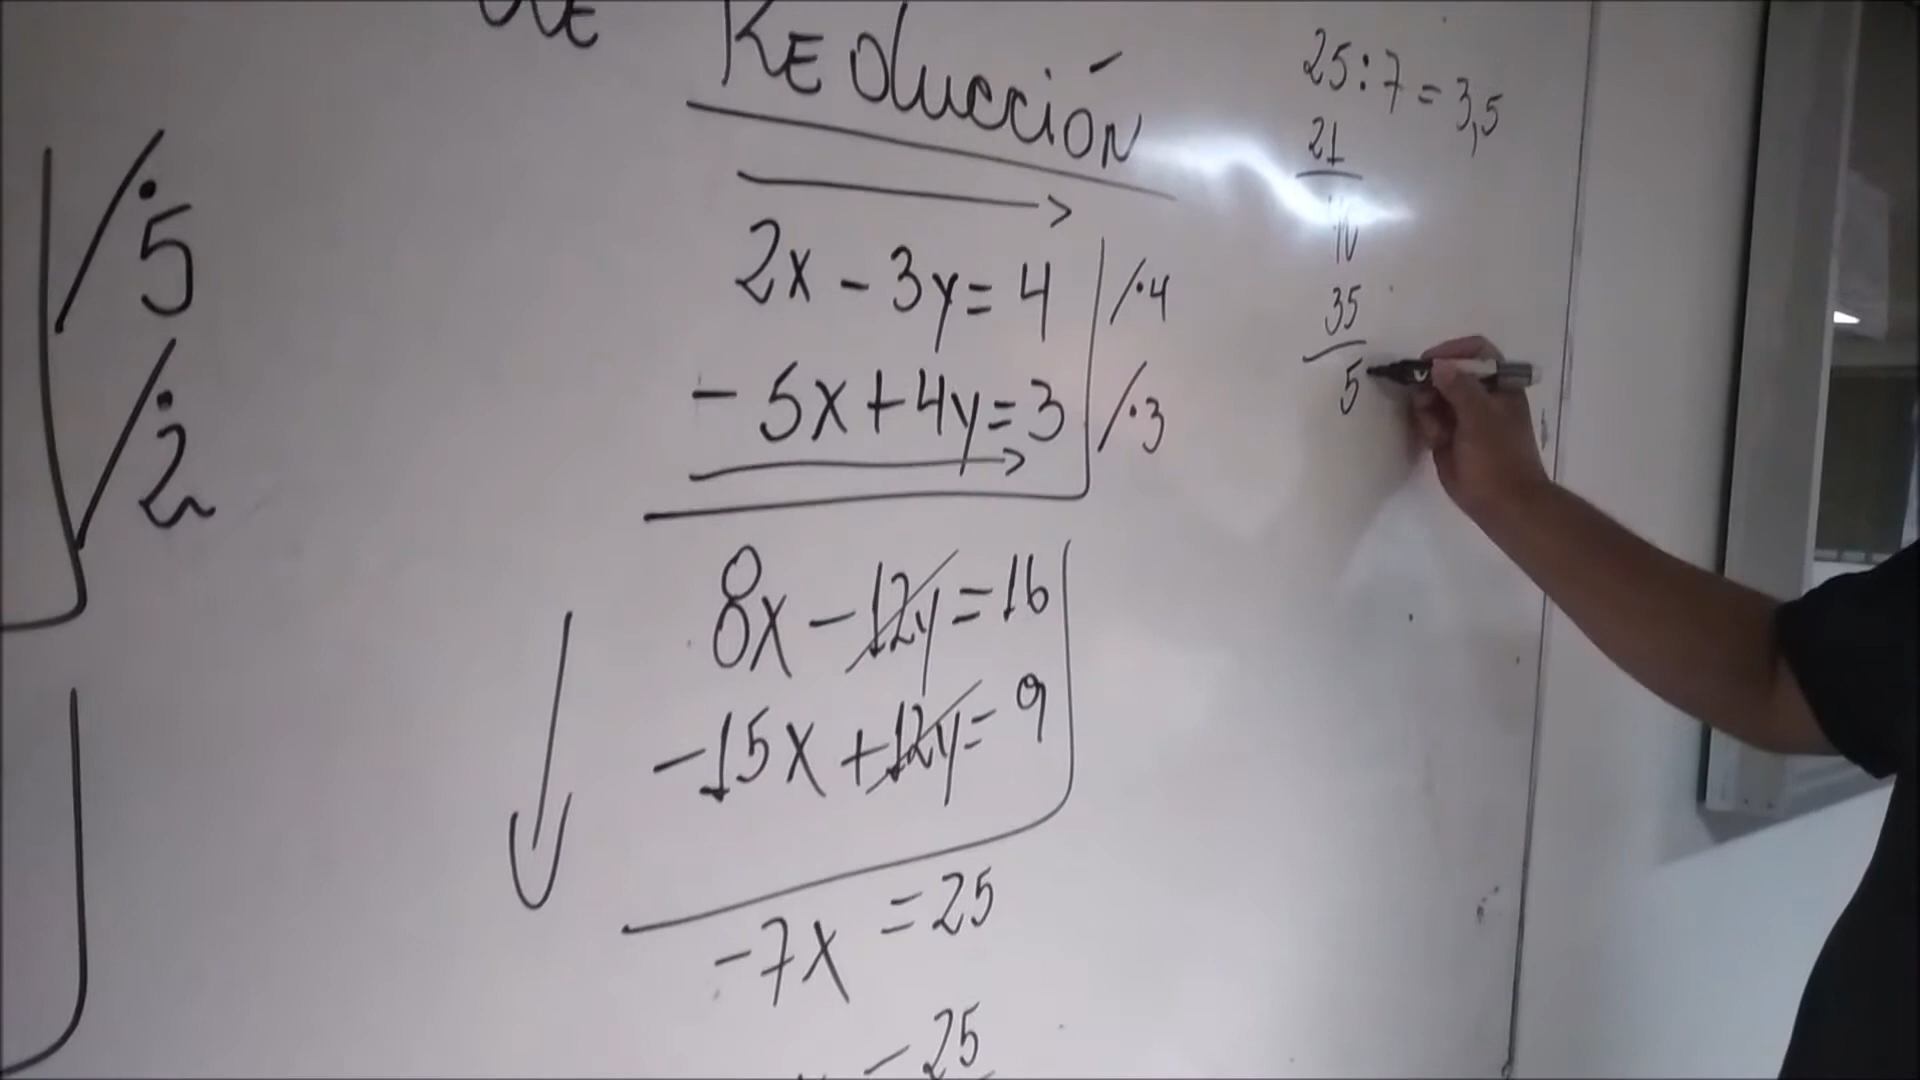 Reducción
2x - 3y = 4 /·4
- 5x + 4y = 3 /·3
8x - 12y = 16
-15x + 12y = 9
-7x = 25
- 25
25 : 7 = 3,5
21
40
35
5
/·5
/·2